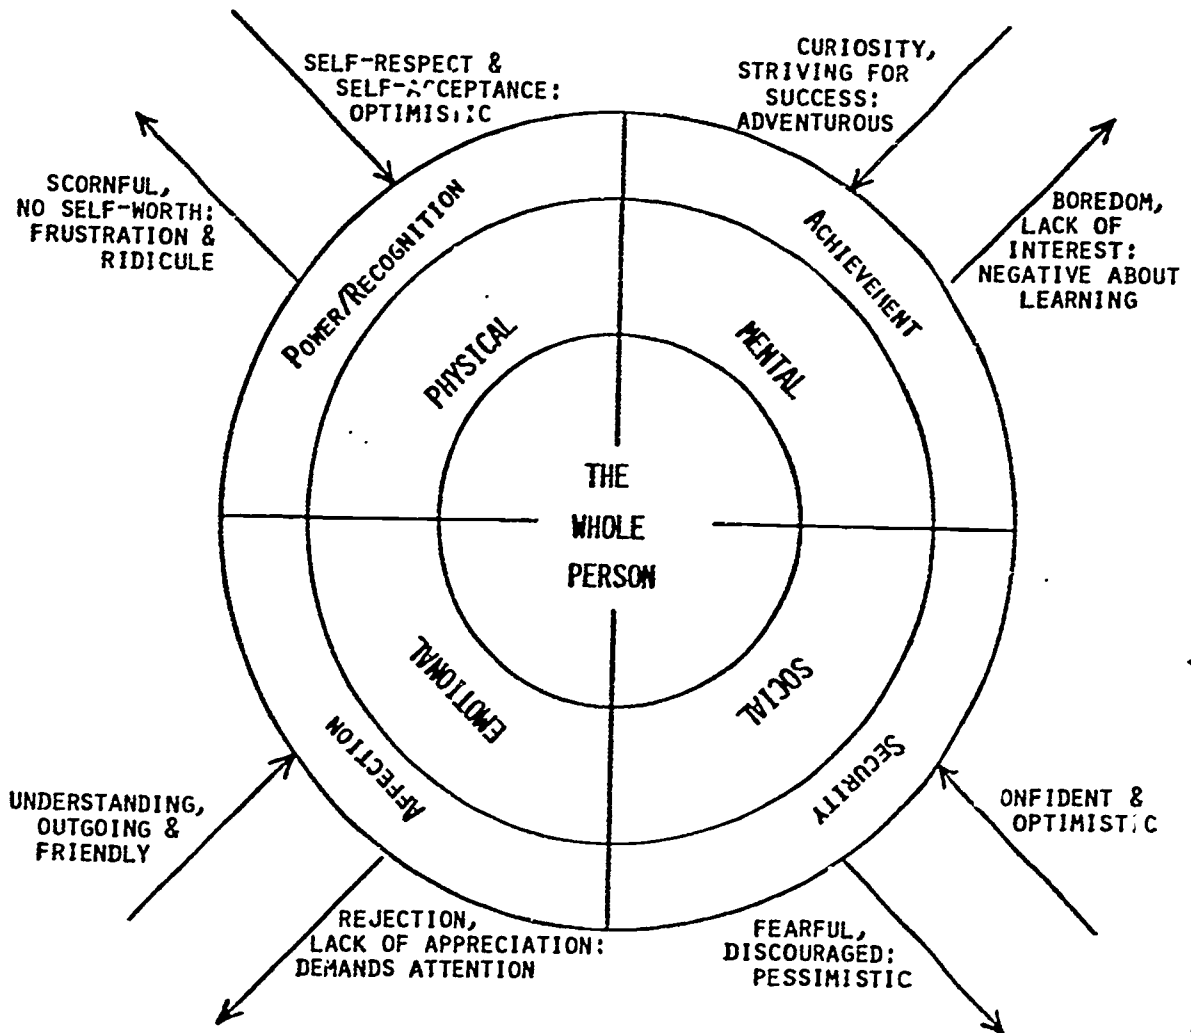 SELF-RESPECT &
SELF-ACCEPTANCE:
OPTIMISTIC
CURIOSITY,
STRIVING FOR
SUCCESS:
ADVENTUROUS
SCORNFUL,
NO SELF-WORTH:
FRUSTRATION &
RIDICULE
BOREDOM,
LACK OF
INTEREST:
NEGATIVE ABOUT
LEARNING
POWER/RECOGNITION
ACHIEVEMENT
PHYSICAL
MENTAL
THE
WHOLE
PERSON
EMOTIONAL
SOCIAL
AFFECTION
SECURITY
UNDERSTANDING,
OUTGOING &
FRIENDLY
ONFIDENT &
OPTIMISTIC
REJECTION,
LACK OF APPRECIATION:
DEMANDS ATTENTION
FEARFUL,
DISCOURAGED:
PESSIMISTIC